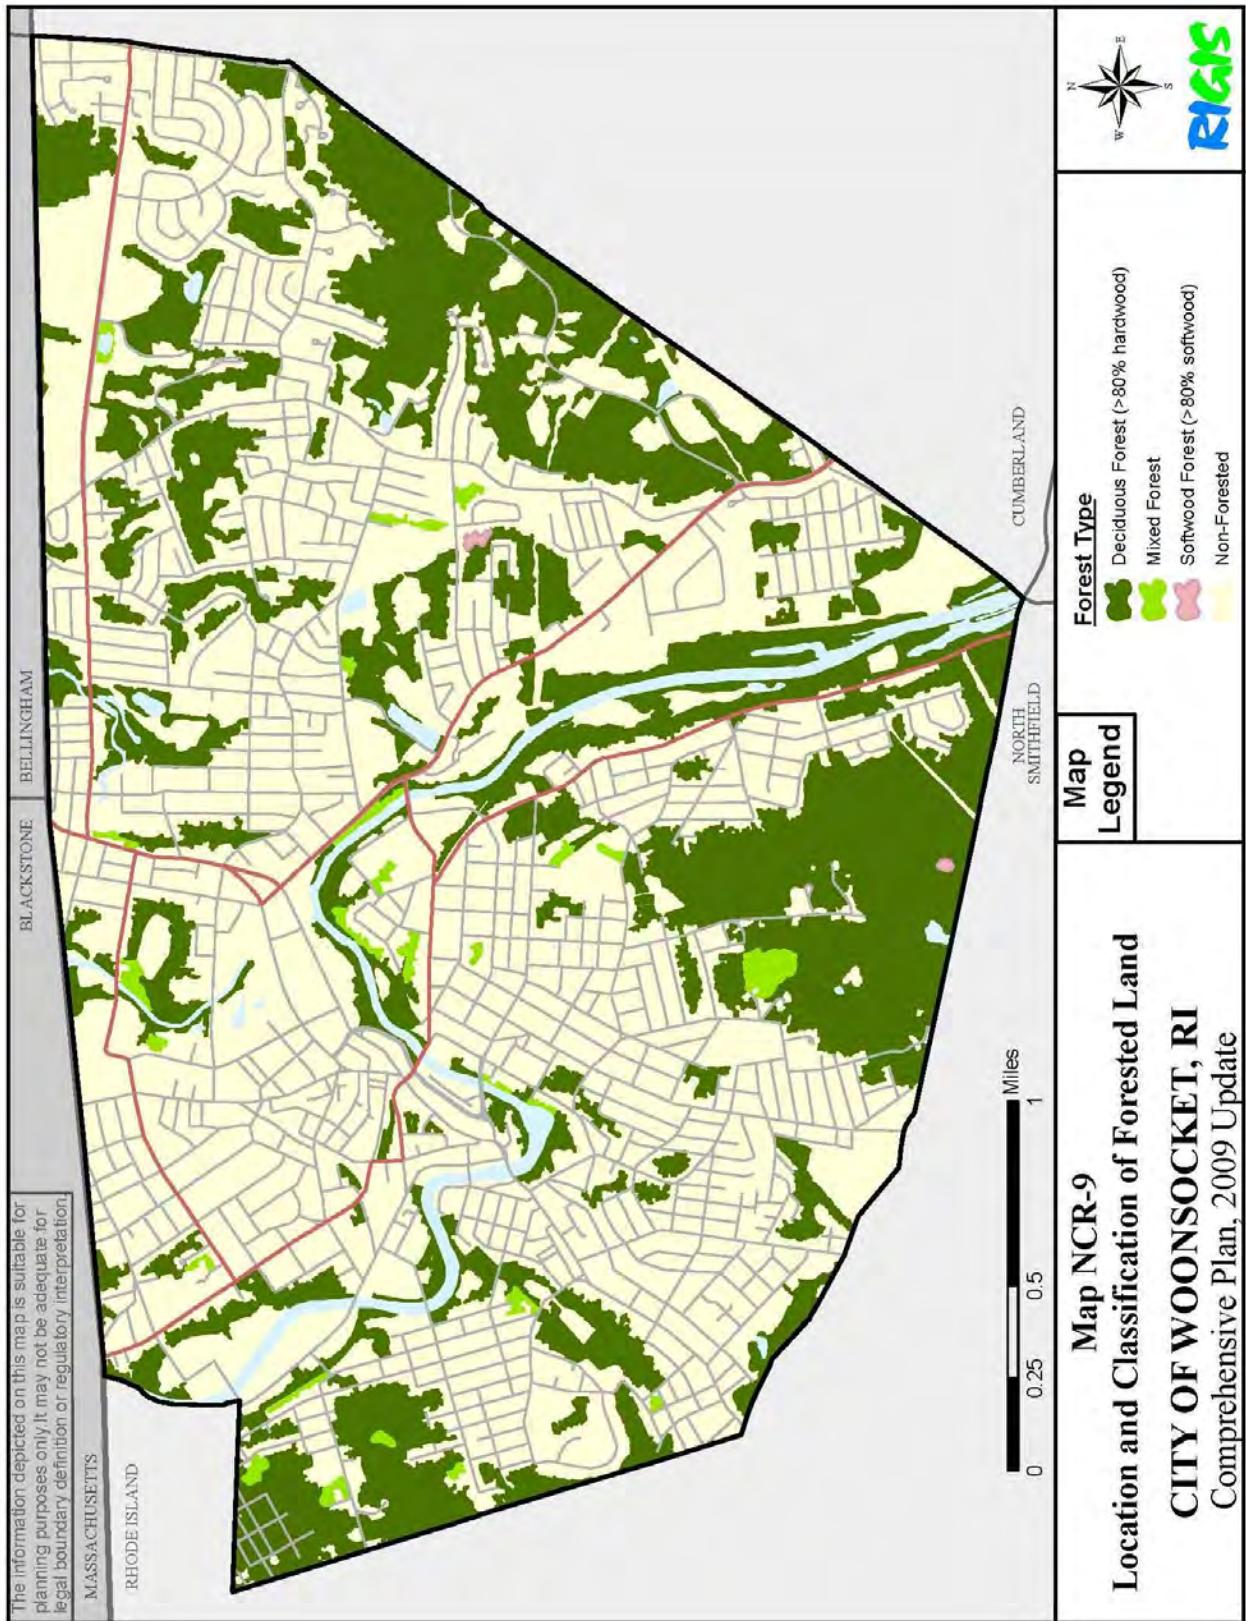 The information depicted on this map is suitable for
planning purposes only.It may not be adequate for
legal boundary definition or regulatory interpretation.
MASSACHUSETTS
RHODE ISLAND
BLACKSTONE
BELLINGHAM
NORTH
SMITHFIELD
CUMBERLAND
0
0.25
0.5
1
Miles
Map NCR-9
Location and Classification of Forested Land
CITY OF WOONSOCKET, RI
Comprehensive Plan, 2009 Update
Map
Legend
Forest Type
Deciduous Forest (>80% hardwood)
Mixed Forest
Softwood Forest (>80% softwood)
Non-Forested
N
W
E
S
RIGIS